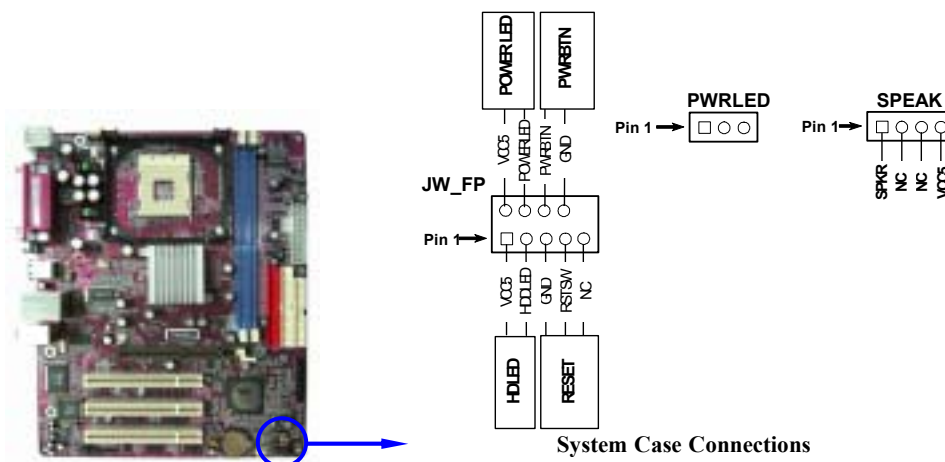 POWER LED
PWRBTN
VCC5
POWERLED
PWRBTN
GND
JW_FP
Pin 1
VCC5
HDDLED
GND
RSTSW
NC
HDLED
RESET
PWRLED
Pin 1
SPEAK
Pin 1
SPKR
NC
NC
VCC5
System Case Connections